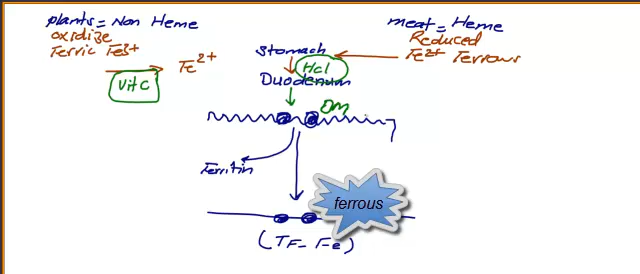 plants = Non Heme
oxidize
Ferric Fe3+
Vit C
Fe2+
Stomach
Hcl
Duodenum
DM
meat = Heme
Reduced
Fe2+ Ferrous
Ferritin
ferrous
(TF-Fe)